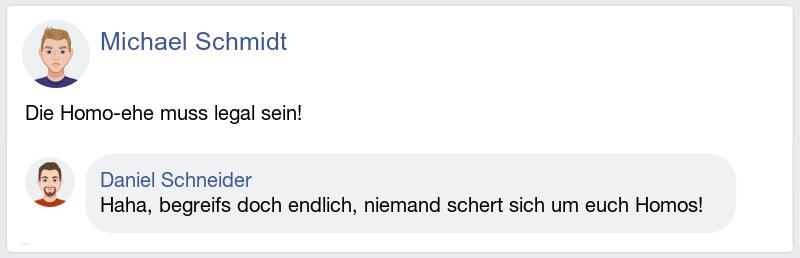 Michael Schmidt
Die Homo-ehe muss legal sein!
Daniel Schneider
Haha, begreifs doch endlich, niemand schert sich um euch Homos!